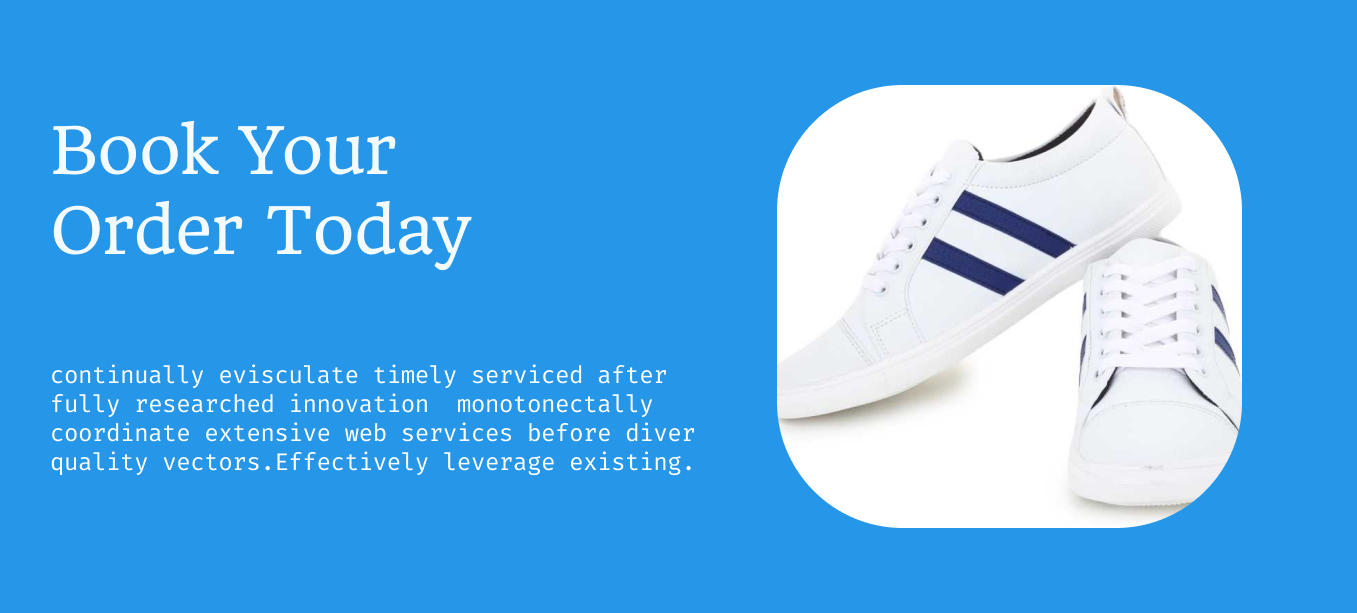 Book Your
Order Today
continually evisculate timely serviced after
fully researched innovation  monotonectally
coordinate extensive web services before diver
quality vectors.Effectively leverage existing.